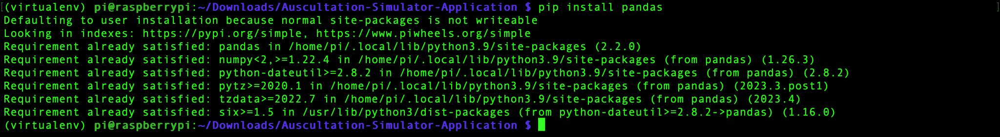 (virtualenv) pi@raspberrypi:~/Downloads/Auscultation-Simulator-Application $ pip install pandas
Defaulting to user installation because normal site-packages is not writeable
Looking in indexes: https://pypi.org/simple, https://www.piwheels.org/simple
Requirement already satisfied: pandas in /home/pi/.local/lib/python3.9/site-packages (2.2.0)
Requirement already satisfied: numpy<2,>=1.22.4 in /home/pi/.local/lib/python3.9/site-packages (from pandas) (1.26.3)
Requirement already satisfied: python-dateutil>=2.8.2 in /home/pi/.local/lib/python3.9/site-packages (from pandas) (2.8.2)
Requirement already satisfied: pytz>=2020.1 in /home/pi/.local/lib/python3.9/site-packages (from pandas) (2023.3.post1)
Requirement already satisfied: tzdata>=2022.7 in /home/pi/.local/lib/python3.9/site-packages (from pandas) (2023.4)
Requirement already satisfied: six>=1.5 in /usr/lib/python3/dist-packages (from python-dateutil>=2.8.2->pandas) (1.16.0)
(virtualenv) pi@raspberrypi:~/Downloads/Auscultation-Simulator-Application $